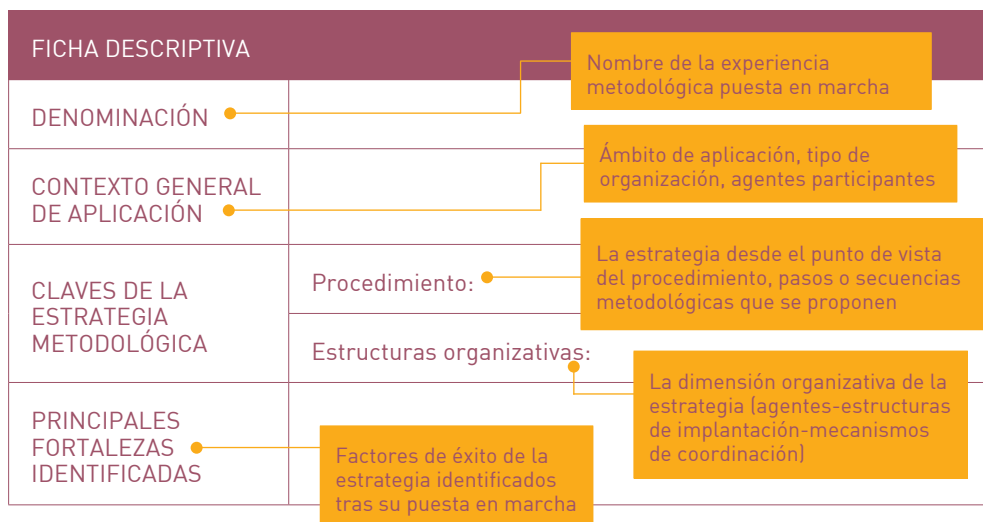 FICHA DESCRIPTIVA
Nombre de la experiencia
metodológica puesta en marcha
DENOMINACIÓN
Ámbito de aplicación, tipo de
organización, agentes participantes
CONTEXTO GENERAL
DE APLICACIÓN
CLAVES DE LA
ESTRATEGIA
METODOLÓGICA
Procedimiento:
La estrategia desde el punto de vista
del procedimiento, pasos o secuencias
metodológicas que se proponen
Estructuras organizativas:
La dimensión organizativa de la
estrategia (agentes-estructuras
de implantación-mecanismos
de coordinación)
PRINCIPALES
FORTALEZAS
IDENTIFICADAS
Factores de éxito de la
estrategia identificados
tras su puesta en marcha